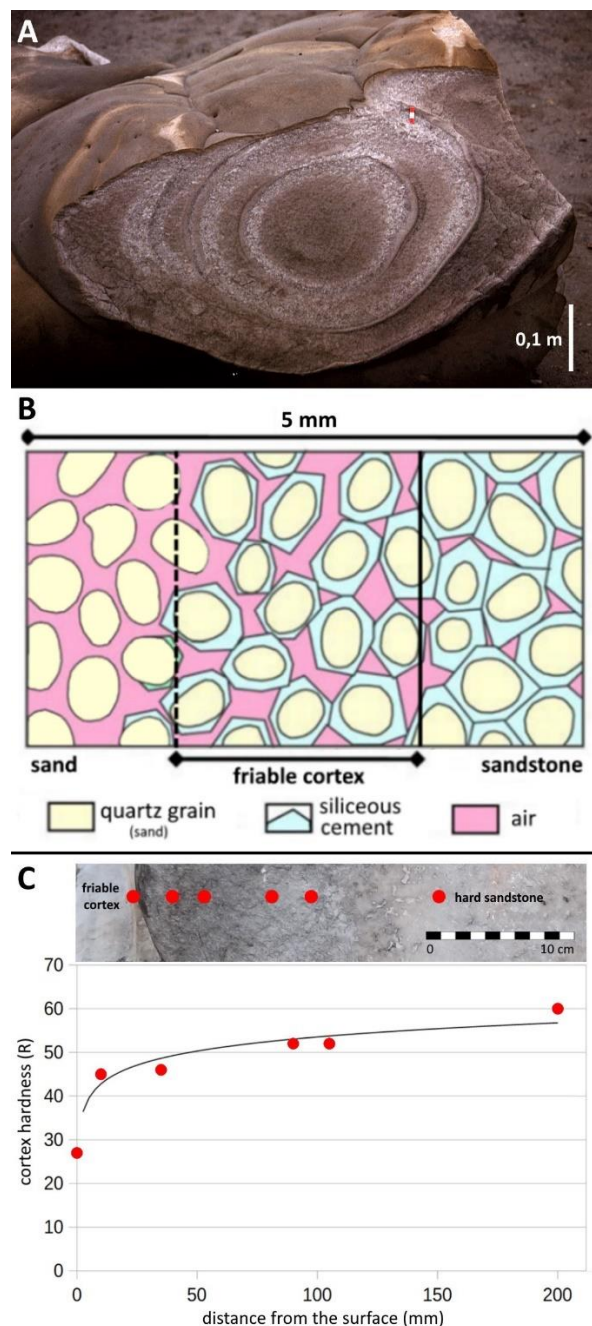 A
0,1 m
B
5 mm
sand
friable cortex
sandstone
quartz grain
(sand)
siliceous
cement
air
C
friable
cortex
hard sandstone
0
10 cm
70
60
50
40
30
20
10
0
cortex hardness (R)
0
50
100
150
200
distance from the surface (mm)